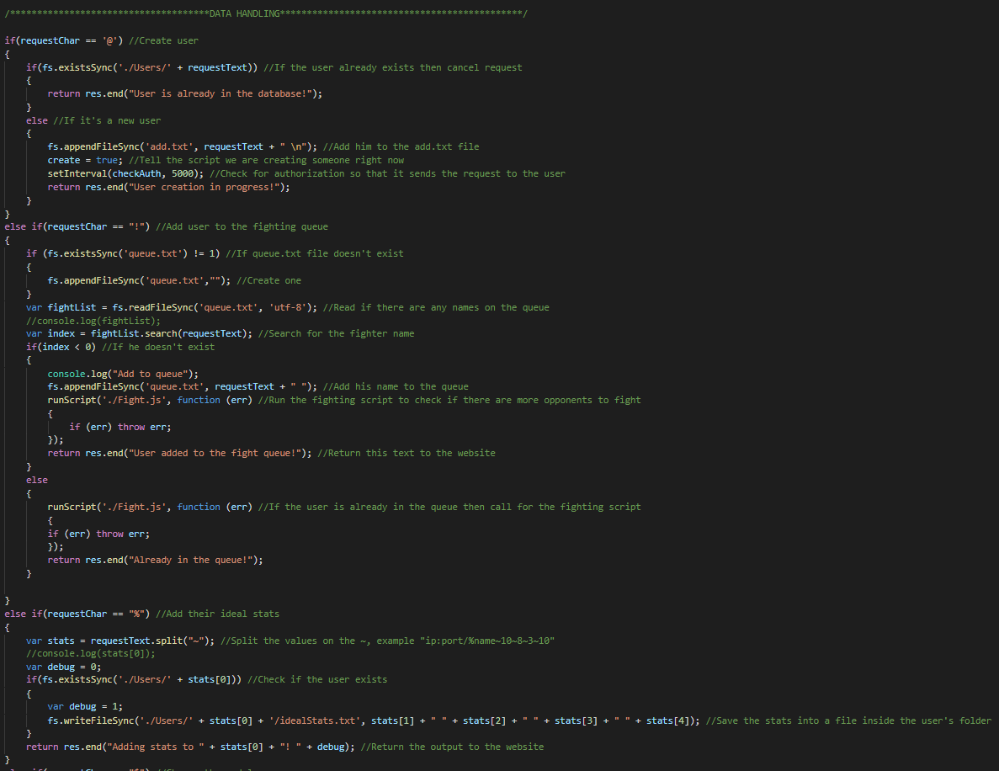 /*************************************DATA HANDLING*********************************************/
if(requestChar == '@') //Create user
{
if(fs.existsSync('./Users/' + requestText)) //If the user already exists then cancel request
{
return res.end("User is already in the database!");
}
else //If it's a new user
{
fs.appendFileSync('add.txt', requestText + " \n"); //Add him to the add.txt file
create = true; //Tell the script we are creating someone right now
setInterval(checkAuth, 5000); //Check for authorization so that it sends the request to the user
return res.end("User creation in progress!");
}
}
else if(requestChar == "!") //Add user to the fighting queue
{
if (fs.existsSync('queue.txt') != 1) //If queue.txt file doesn't exist
{
fs.appendFileSync('queue.txt',""); //Create one
}
var fightList = fs.readFileSync('queue.txt', 'utf-8'); //Read if there are any names on the queue
//console.log(fightList);
var index = fightList.search(requestText); //Search for the fighter name
if(index < 0) //If he doesn't exist
{
console.log("Add to queue");
fs.appendFileSync('queue.txt', requestText + " "); //Add his name to the queue
runScript('./Fight.js', function (err) //Run the fighting script to check if there are more opponents to fight
{
if (err) throw err;
});
return res.end("User added to the fight queue!"); //Return this text to the website
}
else
{
runScript('./Fight.js', function (err) //If the user is already in the queue then call for the fighting script
{
if (err) throw err;
});
return res.end("Already in the queue!");
}
}
else if(requestChar == "%") //Add their ideal stats
{
var stats = requestText.split("~"); //Split the values on the ~, example "ip:port/%name~10~8~3~10"
//console.log(stats[0]);
var debug = 0;
if(fs.existsSync('./Users/' + stats[0])) //Check if the user exists
{
var debug = 1;
fs.writeFileSync('./Users/' + stats[0] + '/idealStats.txt', stats[1] + " " + stats[2] + " " + stats[3] + " " + stats[4]); //Save the stats into a file inside the user's folder
}
return res.end("Adding stats to " + stats[0] + "! " + debug); //Return the output to the website
}